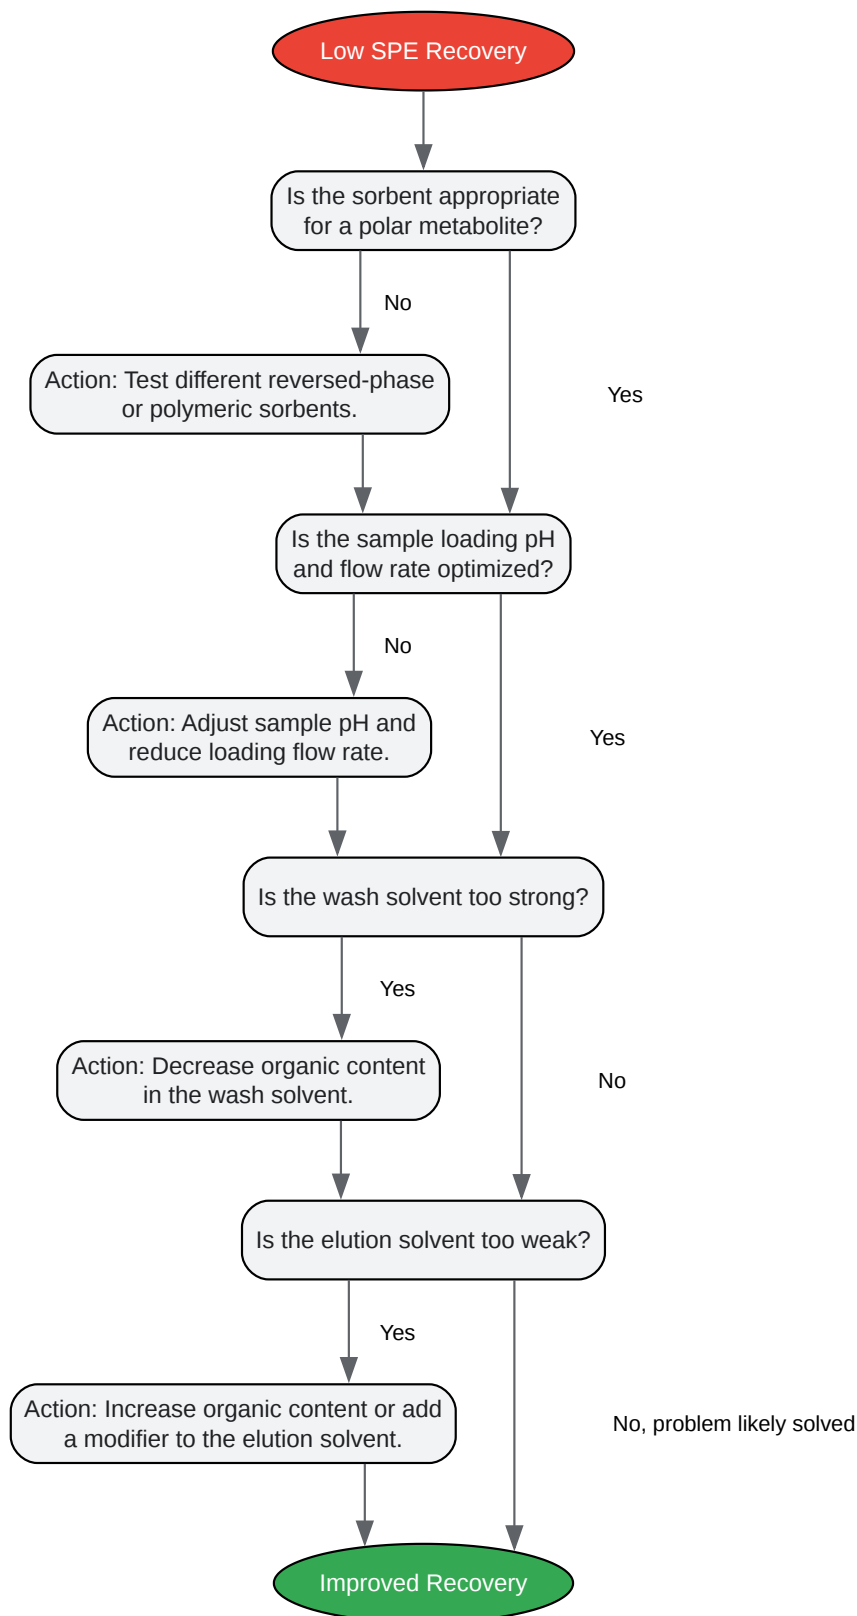 Low SPE Recovery
Is the sorbent appropriate
for a polar metabolite?
No
Action: Test different reversed-phase
or polymeric sorbents.
Yes
Is the sample loading pH
and flow rate optimized?
No
Action: Adjust sample pH and
reduce loading flow rate.
Yes
Is the wash solvent too strong?
Yes
Action: Decrease organic content
in the wash solvent.
No
Is the elution solvent too weak?
Yes
Action: Increase organic content or add
a modifier to the elution solvent.
No, problem likely solved
Improved Recovery